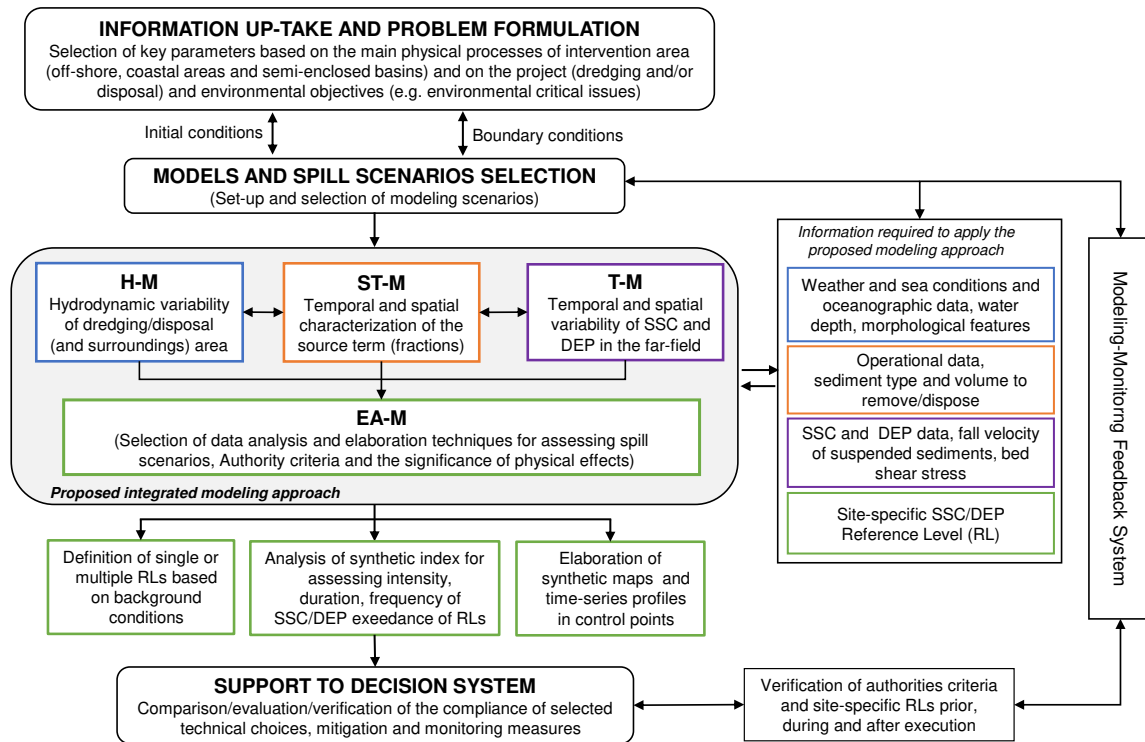 INFORMATION UP-TAKE AND PROBLEM FORMULATION
Selection of key parameters based on the main physical processes of intervention area
(off-shore, coastal areas and semi-enclosed basins) and on the project (dredging and/or
disposal) and environmental objectives (e.g. environmental critical issues)
Initial conditions
Boundary conditions
MODELS AND SPILL SCENARIOS SELECTION
(Set-up and selection of modeling scenarios)
H-M
Hydrodynamic variability
of dredging/disposal
(and surroundings) area
ST-M
Temporal and spatial
characterization of the
source term (fractions)
T-M
Temporal and spatial
variability of SSC and
DEP in the far-field
EA-M
(Selection of data analysis and elaboration techniques for assessing spill
scenarios, Authority criteria and the significance of physical effects)
Proposed integrated modeling approach
Information required to apply the
proposed modeling approach
Weather and sea conditions and
oceanographic data, water
depth, morphological features
Operational data,
sediment type and volume to
remove/dispose
SSC and DEP data, fall velocity
of suspended sediments, bed
shear stress
Site-specific SSC/DEP
Reference Level (RL)
Modeling-Monitorng Feedback System
Definition of single or
multiple RLs based
on background
conditions
Analysis of synthetic index for
assessing intensity,
duration, frequency of
SSC/DEP exeedance of RLs
Elaboration of
synthetic maps and
time-series profiles
in control points
SUPPORT TO DECISION SYSTEM
Comparison/evaluation/verification of the compliance of selected
technical choices, mitigation and monitoring measures
Verification of authorities criteria
and site-specific RLs prior,
during and after execution